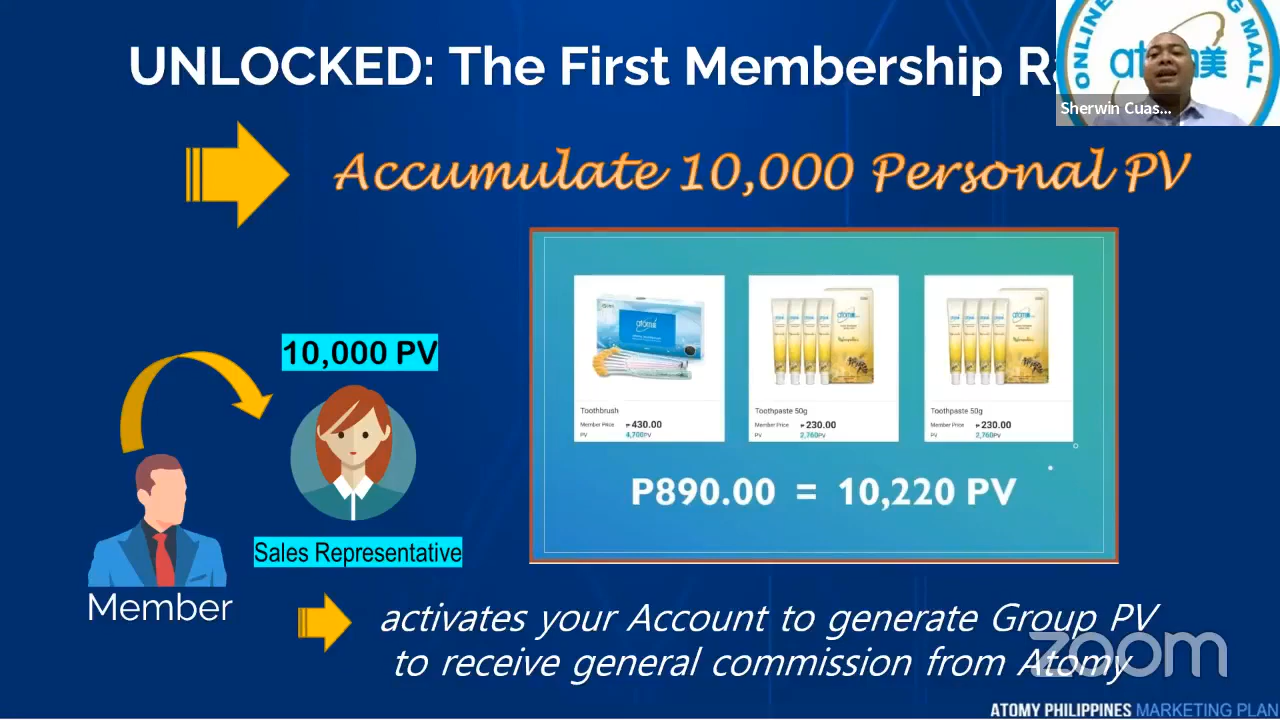 UNLOCKED: The First Membership Ra
ONLINE
MALL
Sherwin Cuas...
Accumulate 10,000 Personal PV
10,000 PV
Toothbrush
Member Price ₱ 430.00
PV 4,700PV
Toothpaste 50g
Member Price ₱ 230.00
PV 2,760PV
Toothpaste 50g
Member Price ₱ 230.00
PV 2,760PV
P890.00 = 10,220 PV
Sales Representative
Member
activates your Account to generate Group PV
to receive general commission from Atomy
zoom
ATOMY PHILIPPINES MARKETING PLAN